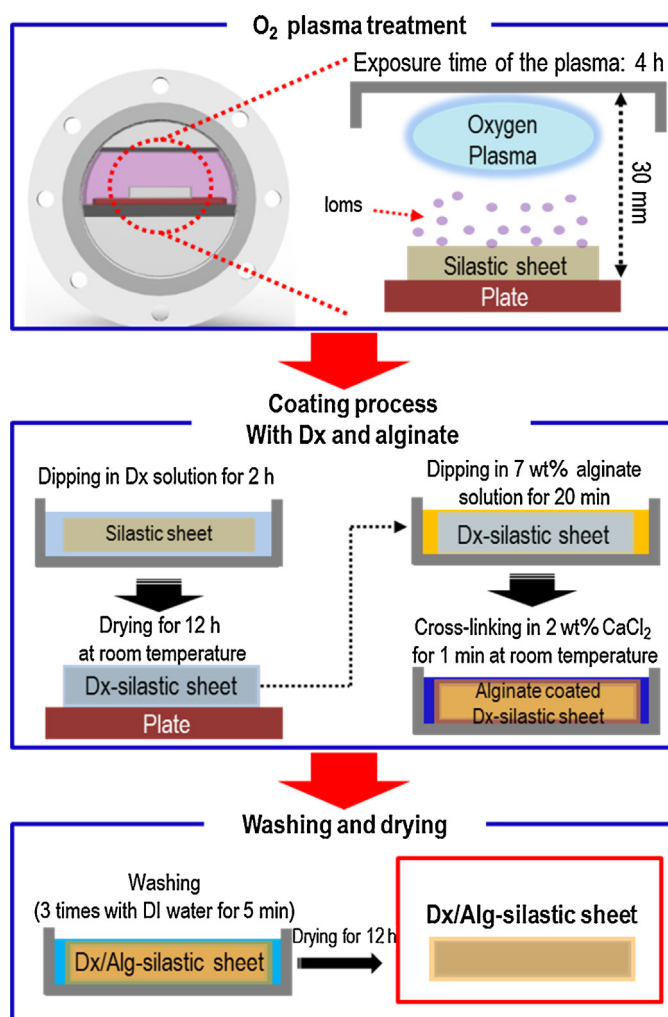 O₂ plasma treatment
Exposure time of the plasma: 4 h
Oxygen
Plasma
Ioms
30 mm
Silastic sheet
Plate
Coating process
With Dx and alginate
Dipping in Dx solution for 2 h
Silastic sheet
Drying for 12 h
at room temperature
Dx-silastic sheet
Plate
Dipping in 7 wt% alginate
solution for 20 min
Dx-silastic sheet
Cross-linking in 2 wt% CaCl₂
for 1 min at room temperature
Alginate coated
Dx-silastic sheet
Washing and drying
Washing
(3 times with DI water for 5 min)
Dx/Alg-silastic sheet
Drying for 12 h
Dx/Alg-silastic sheet